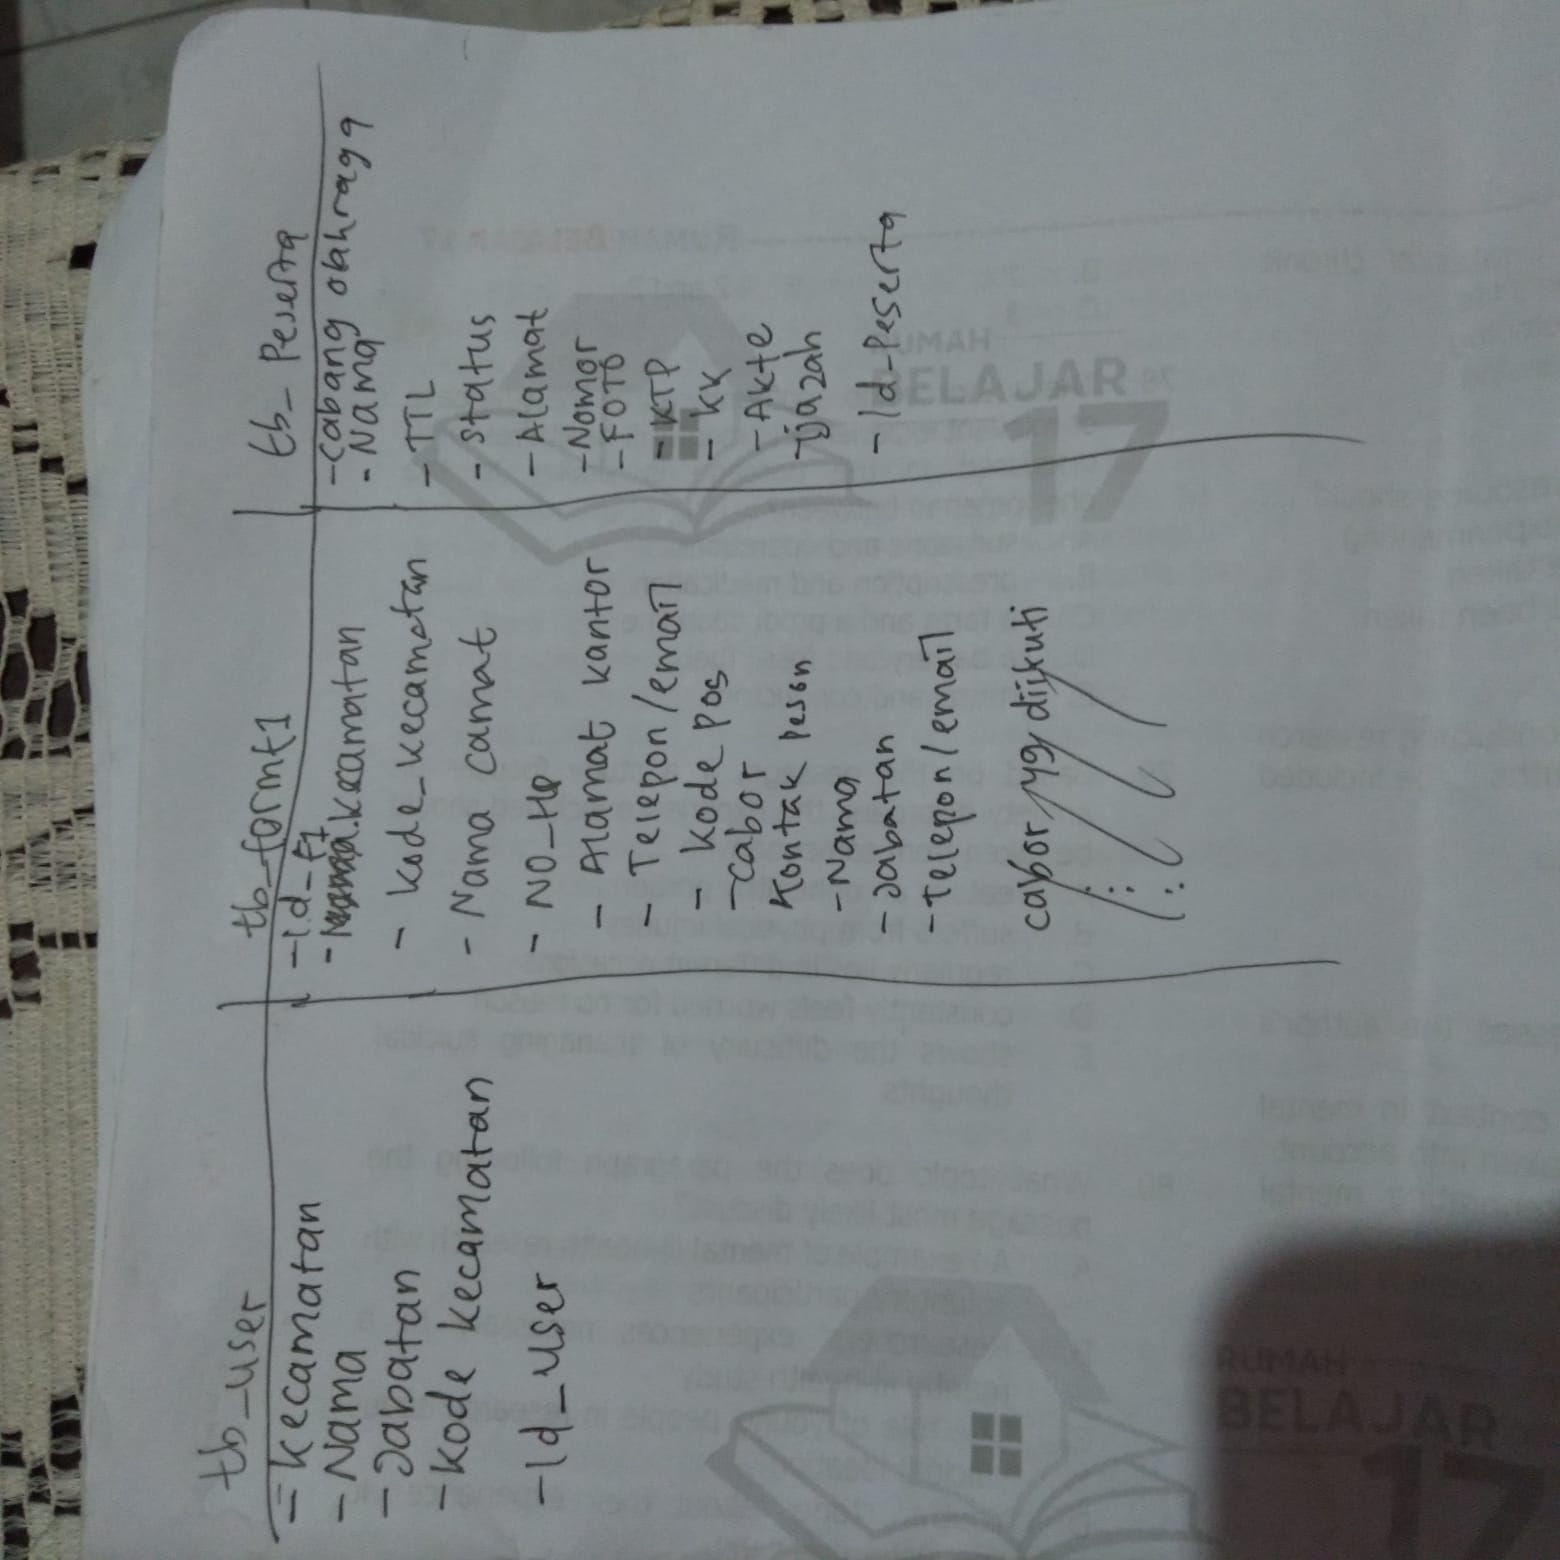 tb_user
= kecamatan
- Nama
- Jabatan
- kode kecamatan
- Id_user
tb_formf1
- Id_f1
- kecamatan
- kode_kecamatan
- Nama camat
- NO_HP
- Alamat kantor
- Telepon/email
- kode pos
- cabor
Kontak peson
- Nama
- Jabatan
- Telepon/email
cabor yg diikuti
tb_Peserta
- cabang olahraga
- Nama
- TTL
- status
- Alamat
- Nomor
- FOTO
- KTP
- KK
- Akte
- ijazah
- Id_Peserta
RUMAH
BELAJAR
17
RUMAH
BELAJAR
17